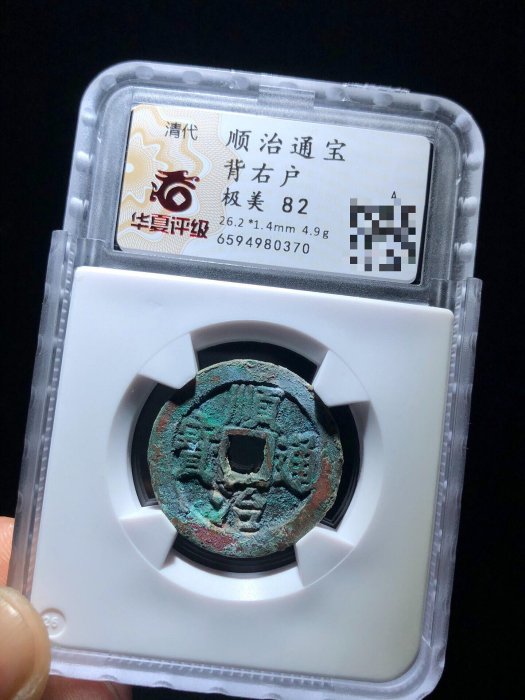 清代
华夏评级
顺治通宝
背右户
极美 82
26.2*1.4mm 4.9g
6594980370
A
顺
寶 通
治